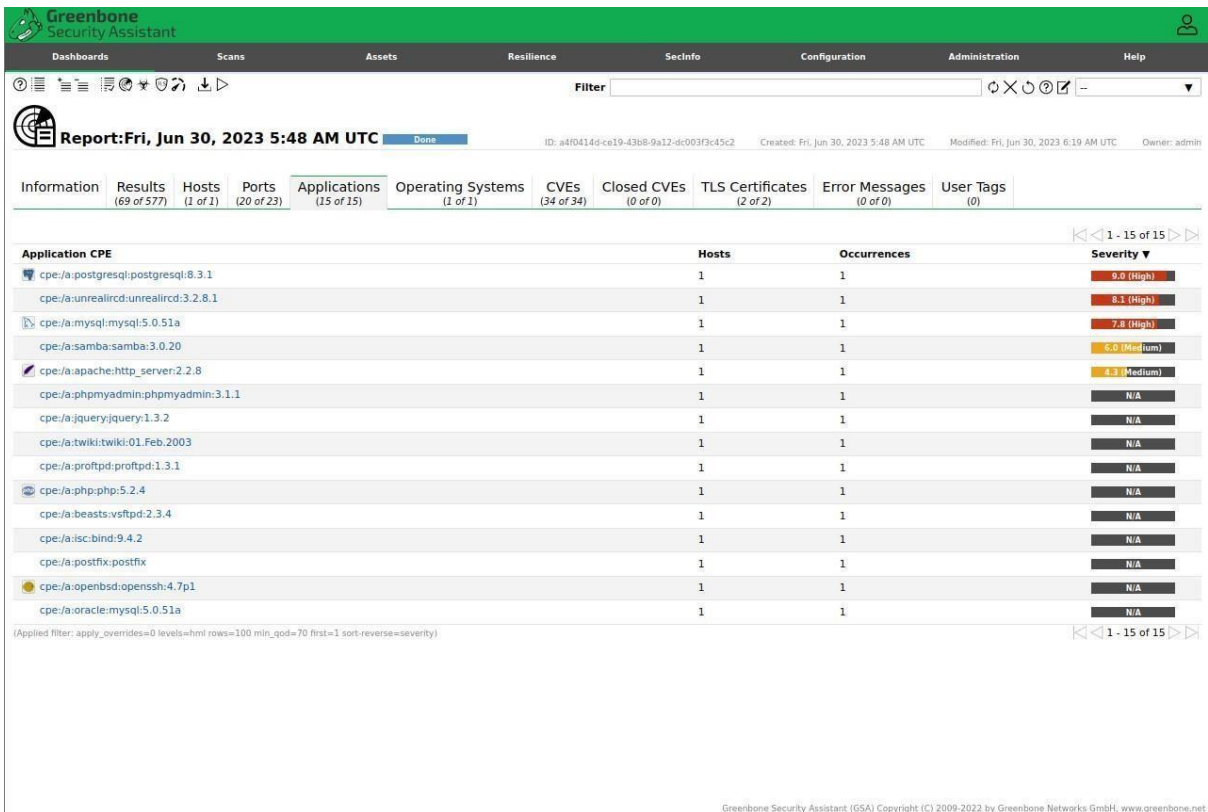 Greenbone
Security Assistant
Dashboards Scans Assets Resilience SecInfo Configuration Administration Help
Filter --
Report:Fri, Jun 30, 2023 5:48 AM UTC Done ID: a4f0414d-ce19-43b8-9a12-dc003f3c45c2 Created: Fri, Jun 30, 2023 5:48 AM UTC Modified: Fri, Jun 30, 2023 6:19 AM UTC Owner: admin
Information Results Hosts Ports Applications Operating Systems CVEs Closed CVEs TLS Certificates Error Messages User Tags
(69 of 577) (1 of 1) (20 of 23) (15 of 15) (1 of 1) (34 of 34) (0 of 0) (2 of 2) (0 of 0) (0)
1 - 15 of 15
Application CPE Hosts Occurrences Severity ▼
cpe:/a:postgresql:postgresql:8.3.1 1 1 9.0 (High)
cpe:/a:unrealircd:unrealircd:3.2.8.1 1 1 8.1 (High)
cpe:/a:mysql:mysql:5.0.51a 1 1 7.8 (High)
cpe:/a:samba:samba:3.0.20 1 1 6.0 (Medium)
cpe:/a:apache:http_server:2.2.8 1 1 4.3 (Medium)
cpe:/a:phpmyadmin:phpmyadmin:3.1.1 1 1 N/A
cpe:/a:jquery:jquery:1.3.2 1 1 N/A
cpe:/a:twiki:twiki:01.Feb.2003 1 1 N/A
cpe:/a:proftpd:proftpd:1.3.1 1 1 N/A
cpe:/a:php:php:5.2.4 1 1 N/A
cpe:/a:beasts:vsftpd:2.3.4 1 1 N/A
cpe:/a:isc:bind:9.4.2 1 1 N/A
cpe:/a:postfix:postfix 1 1 N/A
cpe:/a:openbsd:openssh:4.7p1 1 1 N/A
cpe:/a:oracle:mysql:5.0.51a 1 1 N/A
(Applied filter: apply_overrides=0 levels=hml rows=100 min_qod=70 first=1 sort-reverse=severity) 1 - 15 of 15
Greenbone Security Assistant (GSA) Copyright (C) 2009-2022 by Greenbone Networks GmbH, www.greenbone.net